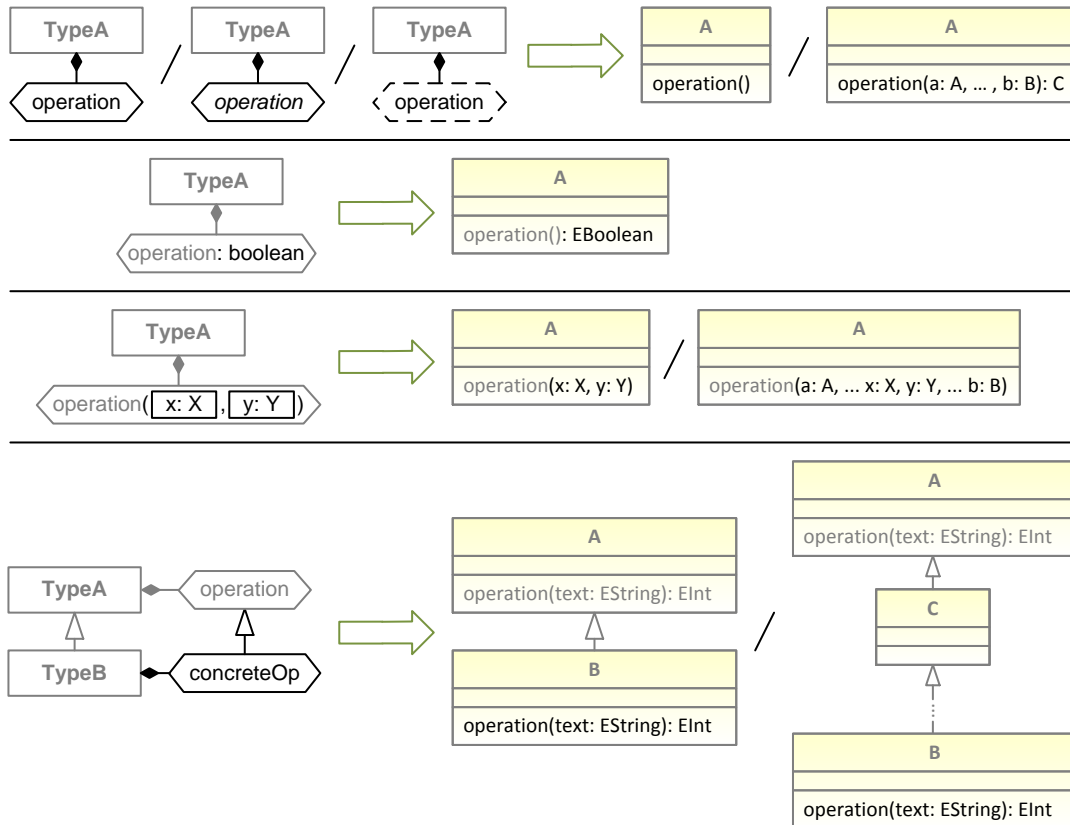 TypeA / TypeA / TypeA A / A
operation operation operation operation() operation(a: A, ... , b: B): C
TypeA A
operation: boolean operation(): EBoolean
TypeA A / A
operation( x: X , y: Y ) operation(x: X, y: Y) operation(a: A, ... x: X, y: Y, ... b: B)
A
operation(text: EString): EInt
A
TypeA operation operation(text: EString): EInt
C
/
TypeB concreteOp B
operation(text: EString): EInt
B
operation(text: EString): EInt